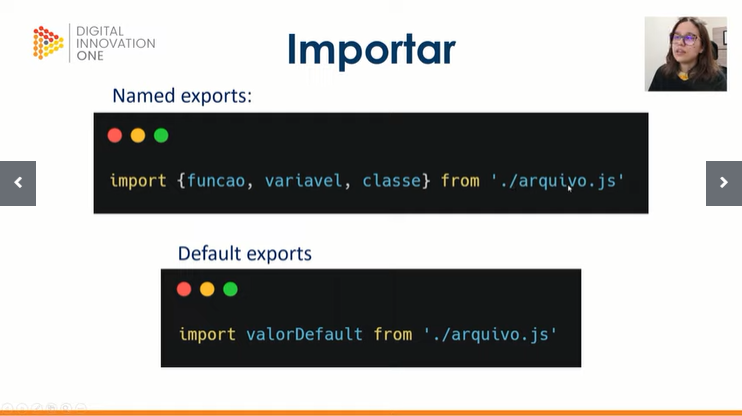 DIGITAL
INNOVATION
ONE
Importar
Named exports:
import {funcao, variavel, classe} from './arquivo.js'
Default exports
import valorDefault from './arquivo.js'